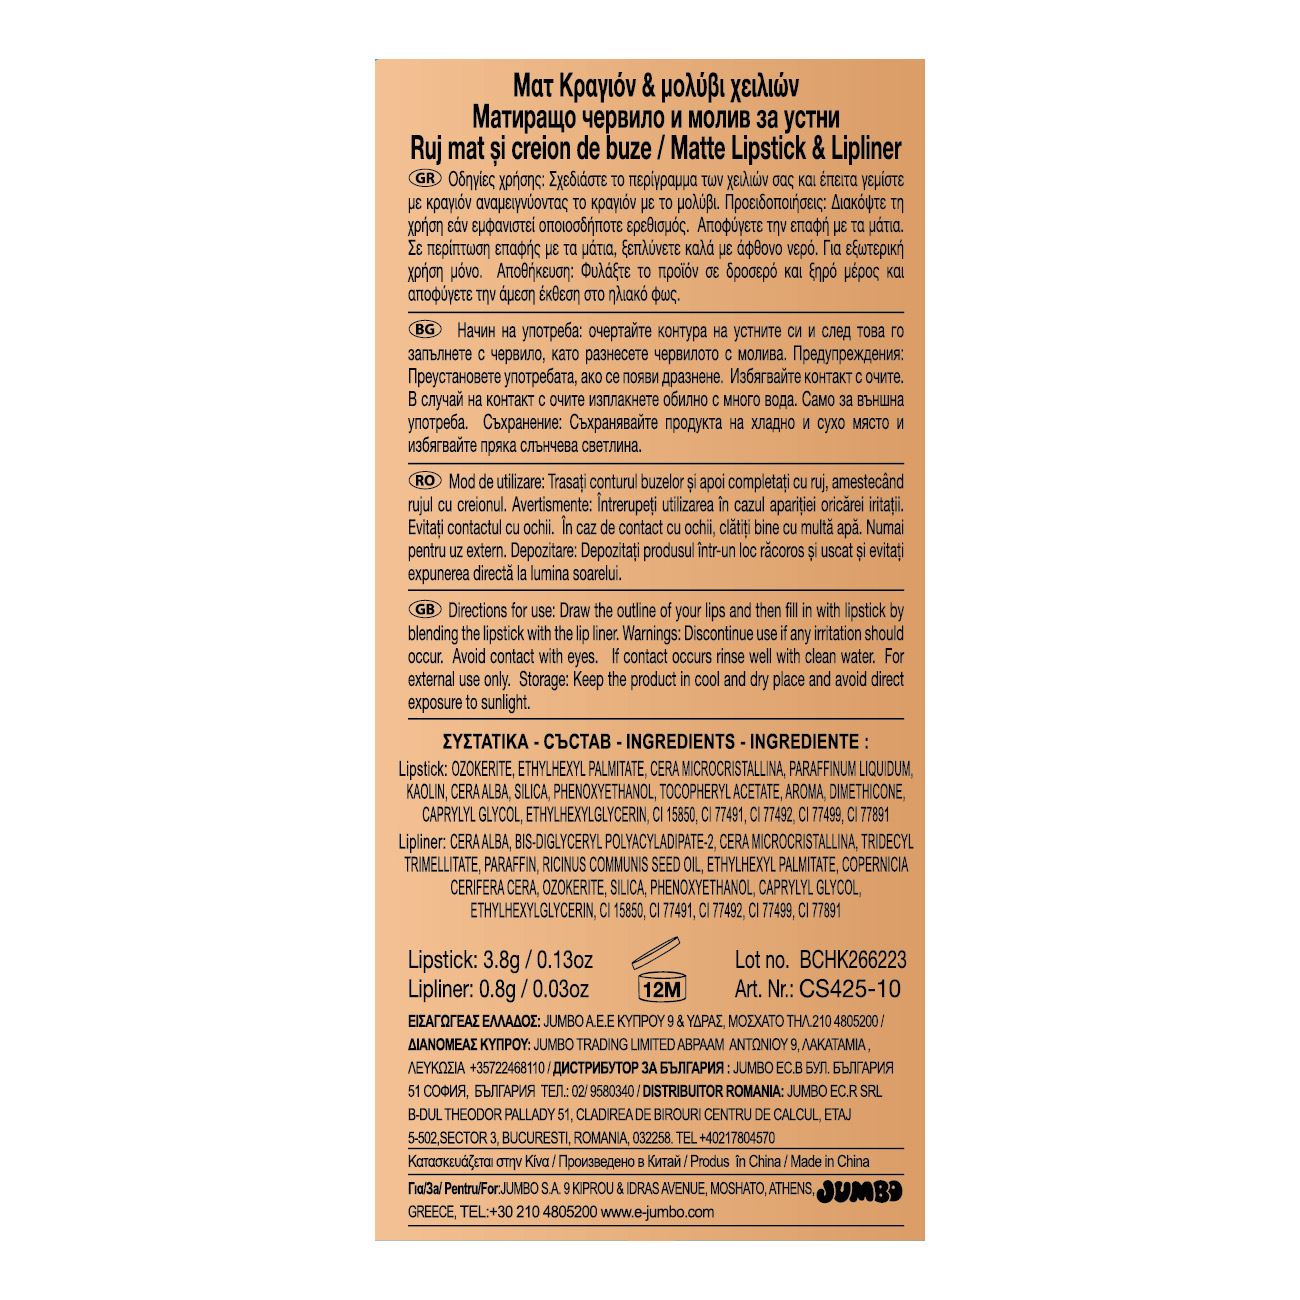 Ματ Κραγιόν & μολύβι χειλιών
Матиращо червило и молив за устни
Ruj mat și creion de buze / Matte Lipstick & Lipliner
GR Οδηγίες χρήσης: Σχεδιάστε το περίγραμμα των χειλιών σας και έπειτα γεμίστε
με κραγιόν αναμειγνύοντας το κραγιόν με το μολύβι. Προειδοποιήσεις: Διακόψτε τη
χρήση εάν εμφανιστεί οποιοσδήποτε ερεθισμός. Αποφύγετε την επαφή με τα μάτια.
Σε περίπτωση επαφής με τα μάτια, ξεπλύνετε καλά με άφθονο νερό. Για εξωτερική
χρήση μόνο. Αποθήκευση: Φυλάξτε το προϊόν σε δροσερό και ξηρό μέρος και
αποφύγετε την άμεση έκθεση στο ηλιακό φως.
BG Начин на употреба: очертайте контура на устните си и след това го
запълнете с червило, като разнесете червилото с молива. Предупреждения:
Преустановете употребата, ако се появи дразнене. Избягвайте контакт с очите.
В случай на контакт с очите изплакнете обилно с много вода. Само за външна
употреба. Съхранение: Съхранявайте продукта на хладно и сухо място и
избягвайте пряка слънчева светлина.
RO Mod de utilizare: Trasați conturul buzelor și apoi completați cu ruj, amestecând
rujul cu creionul. Avertismente: Întrerupeți utilizarea în cazul apariției oricărei iritații.
Evitați contactul cu ochii. În caz de contact cu ochii, clătiți bine cu multă apă. Numai
pentru uz extern. Depozitare: Depozitați produsul într-un loc răcoros și uscat și evitați
expunerea directă la lumina soarelui.
GB Directions for use: Draw the outline of your lips and then fill in with lipstick by
blending the lipstick with the lip liner. Warnings: Discontinue use if any irritation should
occur. Avoid contact with eyes. If contact occurs rinse well with clean water. For
external use only. Storage: Keep the product in cool and dry place and avoid direct
exposure to sunlight.
ΣΥΣΤΑΤΙΚΑ - СЪСТАВ - INGREDIENTS - INGREDIENTE :
Lipstick: OZOKERITE, ETHYLHEXYL PALMITATE, CERA MICROCRISTALLINA, PARAFFINUM LIQUIDUM,
KAOLIN, CERA ALBA, SILICA, PHENOXYETHANOL, TOCOPHERYL ACETATE, AROMA, DIMETHICONE,
CAPRYLYL GLYCOL, ETHYLHEXYLGLYCERIN, CI 15850, CI 77491, CI 77492, CI 77499, CI 77891
Lipliner: CERA ALBA, BIS-DIGLYCERYL POLYACYLADIPATE-2, CERA MICROCRISTALLINA, TRIDECYL
TRIMELLITATE, PARAFFIN, RICINUS COMMUNIS SEED OIL, ETHYLHEXYL PALMITATE, COPERNICIA
CERIFERA CERA, OZOKERITE, SILICA, PHENOXYETHANOL, CAPRYLYL GLYCOL,
ETHYLHEXYLGLYCERIN, CI 15850, CI 77491, CI 77492, CI 77499, CI 77891
Lipstick: 3.8g / 0.13oz
Lipliner: 0.8g / 0.03oz
12M
Lot no. BCHK266223
Art. Nr.: CS425-10
ΕΙΣΑΓΩΓΕΑΣ ΕΛΛΑΔΟΣ: JUMBO A.E.E ΚΥΠΡΟΥ 9 & ΥΔΡΑΣ, ΜΟΣΧΑΤΟ ΤΗΛ.210 4805200 /
ΔΙΑΝΟΜΕΑΣ ΚΥΠΡΟΥ: JUMBO TRADING LIMITED ΑΒΡΑΑΜ ΑΝΤΩΝΙΟΥ 9, ΛΑΚΑΤΑΜΙΑ ,
ΛΕΥΚΩΣΙΑ +35722468110 / ДИСТРИБУТОР ЗА БЪЛГАРИЯ : JUMBO EC.B БУЛ. БЪЛГАРИЯ
51 СОФИЯ, БЪЛГАРИЯ ТЕЛ.: 02/ 9580340 / DISTRIBUITOR ROMANIA: JUMBO EC.R SRL
B-DUL THEODOR PALLADY 51, CLADIREA DE BIROURI CENTRU DE CALCUL, ETAJ
5-502,SECTOR 3, BUCURESTI, ROMANIA, 032258. TEL +40217804570
Κατασκευάζεται στην Κίνα / Произведено в Китай / Produs în China / Made in China
Για/За/ Pentru/For:JUMBO S.A. 9 KIPROU & IDRAS AVENUE, MOSHATO, ATHENS, JUMBO
GREECE, TEL:+30 210 4805200 www.e-jumbo.com